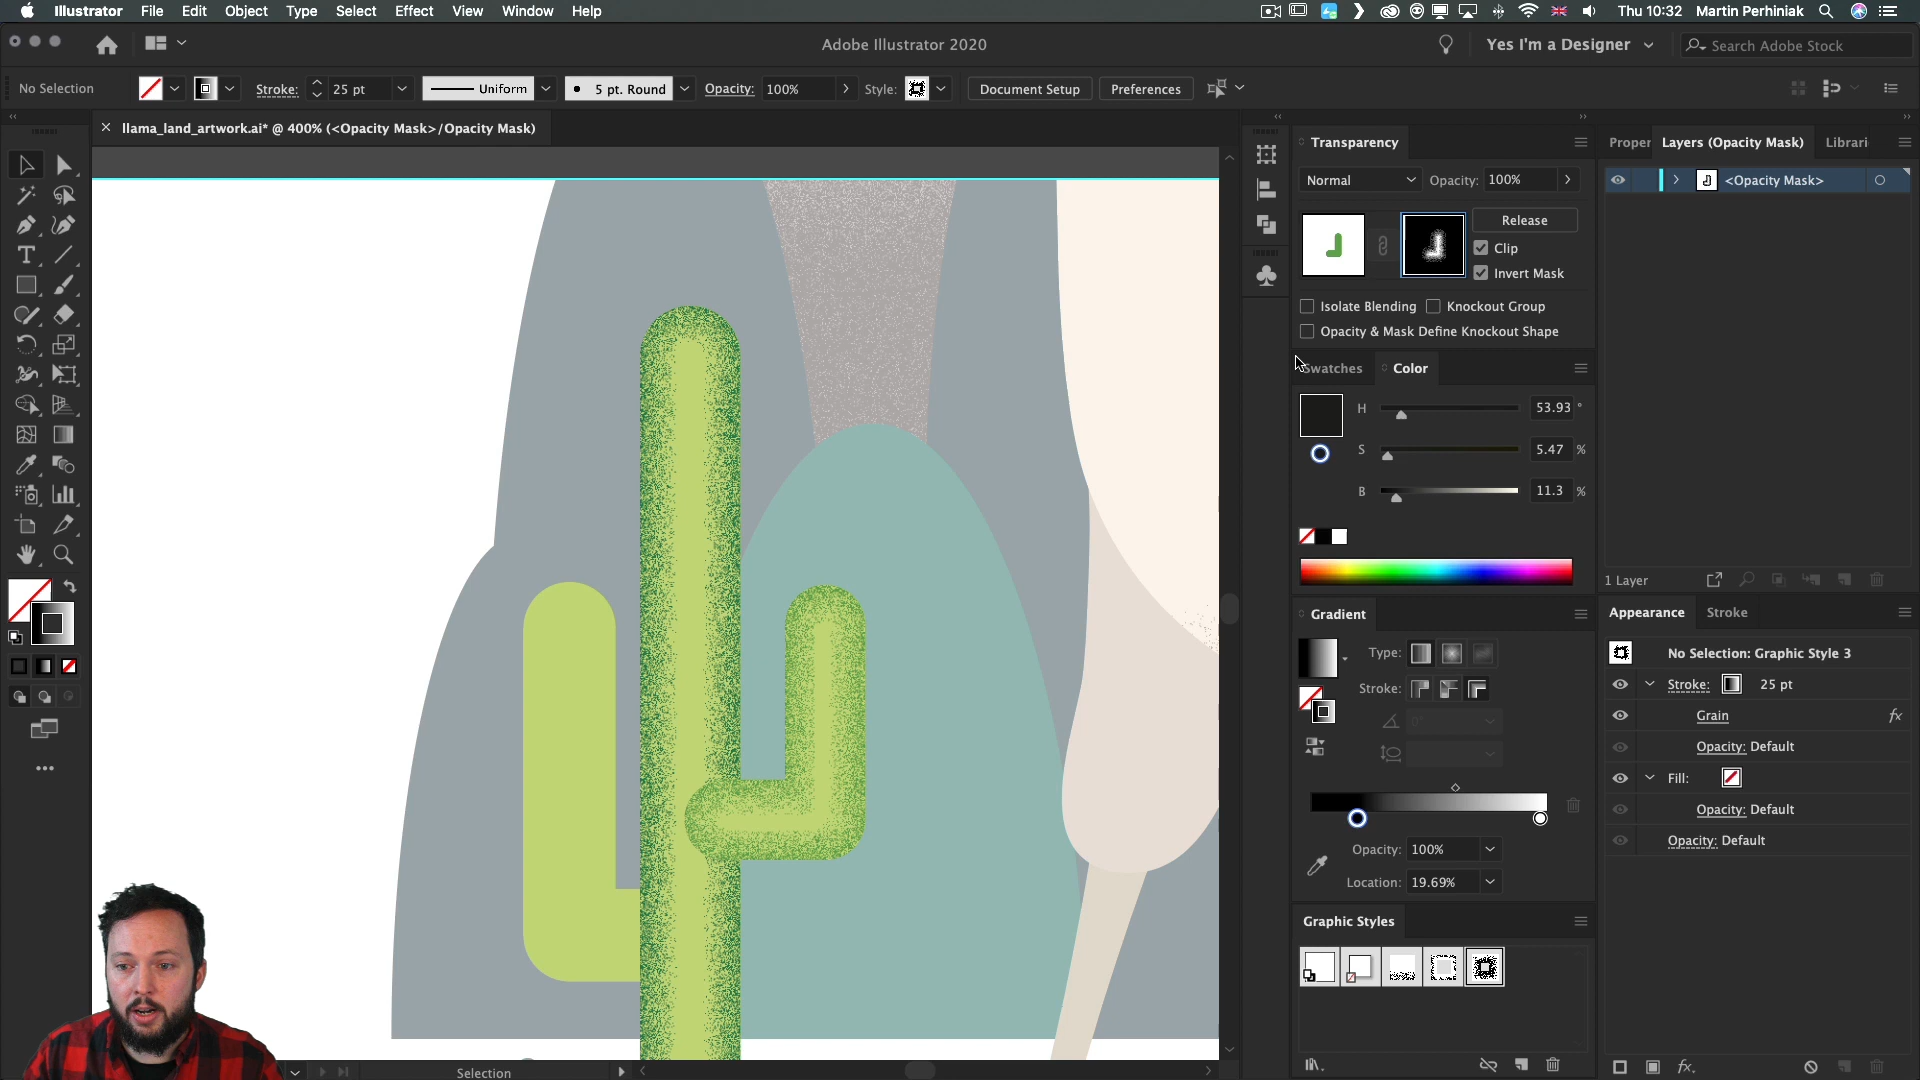 Illustrator File Edit Object Type Select Effect View Window Help
Thu 10:32 Martin Perhiniak
Adobe Illustrator 2020
Yes I'm a Designer
Search Adobe Stock
No Selection
Stroke: 25 pt
Uniform
5 pt. Round
Opacity: 100%
Style:
Document Setup
Preferences
llama_land_artwork.ai* @ 400% (<Opacity Mask>/Opacity Mask)
Transparency
Normal
Opacity: 100%
Release
Clip
Invert Mask
Isolate Blending
Knockout Group
Opacity & Mask Define Knockout Shape
Swatches
Color
H 53.93 °
S 5.47 %
B 11.3 %
Gradient
Type:
Stroke:
0°
Opacity: 100%
Location: 19.69%
Graphic Styles
Proper
Layers (Opacity Mask)
Librari
<Opacity Mask>
1 Layer
Appearance
Stroke
No Selection: Graphic Style 3
Stroke: 25 pt
Grain fx
Opacity: Default
Fill:
Opacity: Default
Opacity: Default
fx
Selection